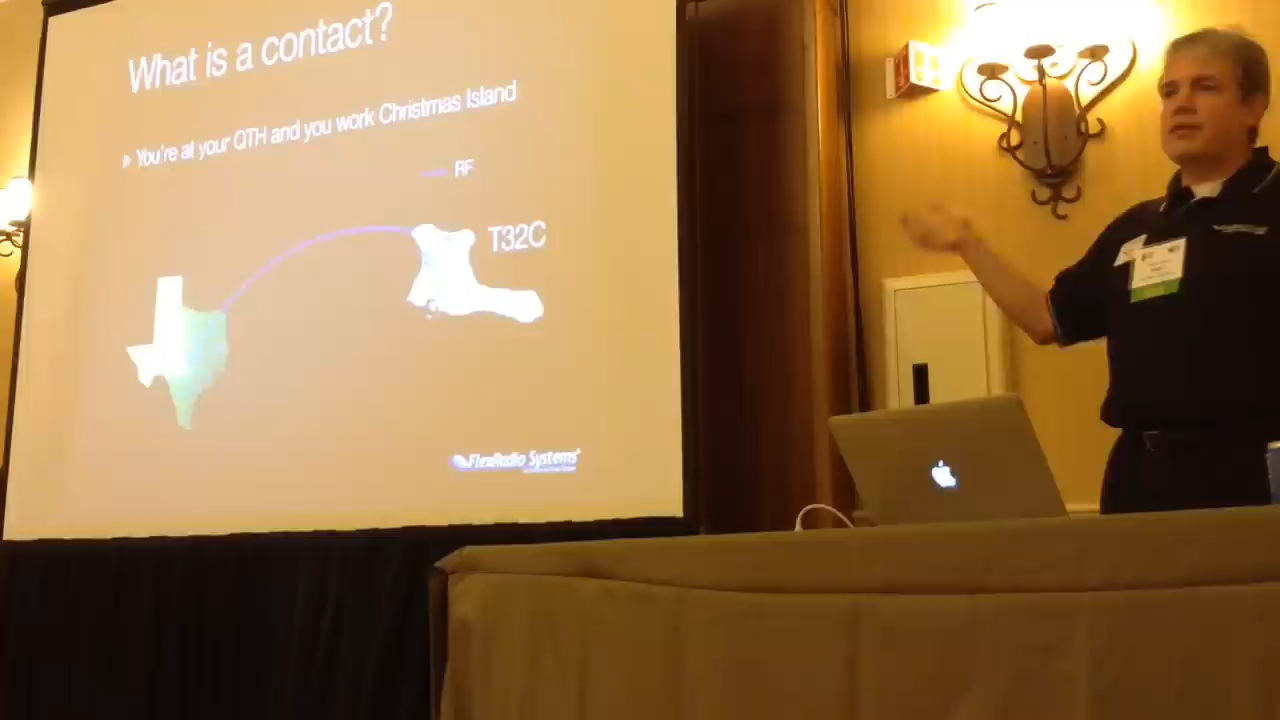 What is a contact?
You're at your QTH and you work Christmas Island
RF
T32C
FlexRadio Systems